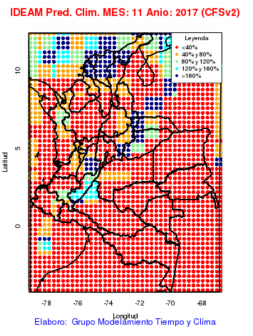 IDEAM Pred. Clim. MES: 11 Anio: 2017 (CFSv2)
Leyenda
<40%
40% y 80%
80% y 120%
120% y 160%
>160%
10
5
0
Latitud
-78 -76 -74 -72 -70 -68
Longitud
Elaboro: Grupo Modelamiento Tiempo y Clima